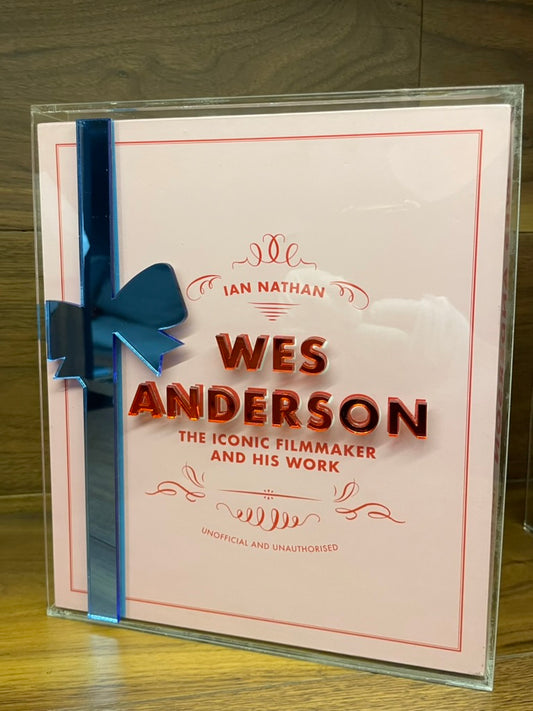 IAN NATHAN
WES
ANDERSON
THE ICONIC FILMMAKER
AND HIS WORK
UNOFFICIAL AND UNAUTHORISED